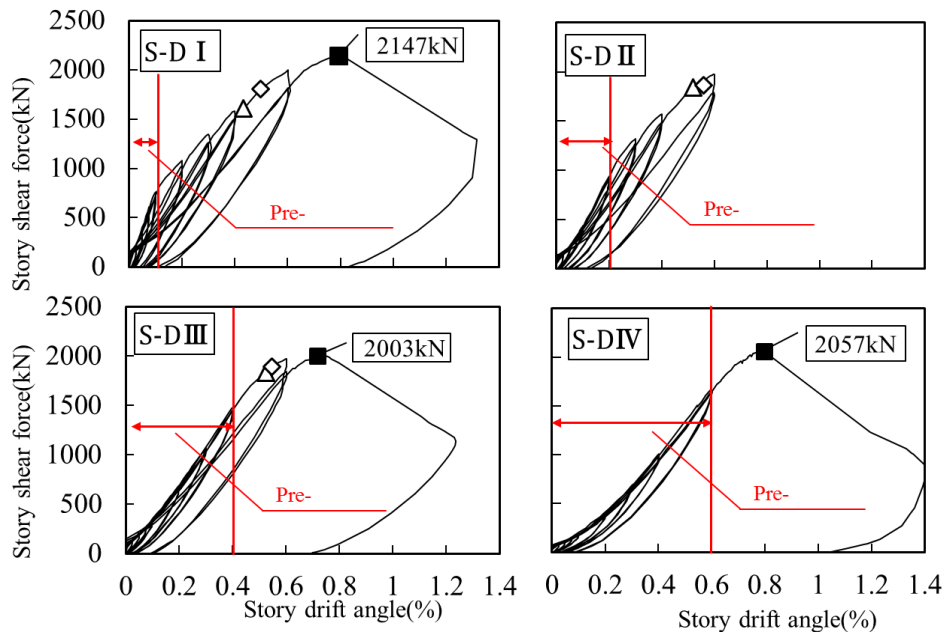 2500
2000
1500
1000
500
0
Story shear force(kN)
S-D Ⅰ
2147kN
Pre-
S-D Ⅱ
Pre-
2500
2000
1500
1000
500
0
Story shear force(kN)
S-DⅢ
2003kN
Pre-
0 0.2 0.4 0.6 0.8 1 1.2 1.4
Story drift angle(%)
S-DⅣ
2057kN
Pre-
0 0.2 0.4 0.6 0.8 1 1.2 1.4
Story drift angle(%)